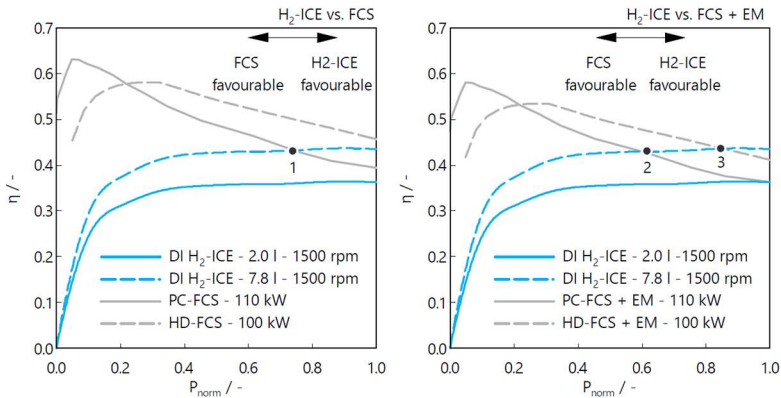 H₂-ICE vs. FCS
0.7
0.6
0.5
0.4
0.3
0.2
0.1
0.0
η / -
FCS
favourable
H2-ICE
favourable
1
DI H₂-ICE - 2.0 l - 1500 rpm
DI H₂-ICE - 7.8 l - 1500 rpm
PC-FCS - 110 kW
HD-FCS - 100 kW
0.0 0.2 0.4 0.6 0.8 1.0
Pnorm / -
H₂-ICE vs. FCS + EM
0.7
0.6
0.5
0.4
0.3
0.2
0.1
0.0
η / -
FCS
favourable
H2-ICE
favourable
2
3
DI H₂-ICE - 2.0 l -1500 rpm
DI H₂-ICE - 7.8 l -1500 rpm
PC-FCS + EM - 110 kW
HD-FCS + EM - 100 kW
0.0 0.2 0.4 0.6 0.8 1.0
Pnorm / -